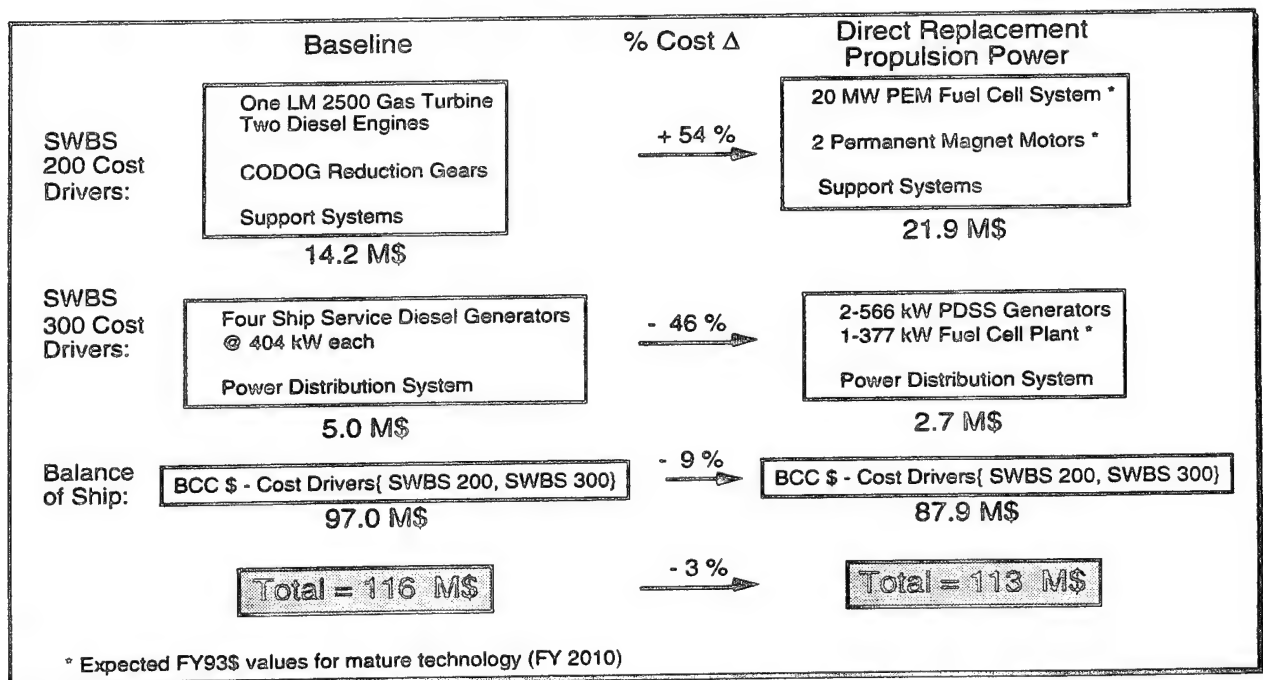 Baseline
% Cost Δ
Direct Replacement
Propulsion Power
SWBS
200 Cost
Drivers:
One LM 2500 Gas Turbine
Two Diesel Engines
CODOG Reduction Gears
Support Systems
14.2 M$
+ 54 %
20 MW PEM Fuel Cell System *
2 Permanent Magnet Motors *
Support Systems
21.9 M$
SWBS
300 Cost
Drivers:
Four Ship Service Diesel Generators
@ 404 kW each
Power Distribution System
5.0 M$
- 46 %
2-566 kW PDSS Generators
1-377 kW Fuel Cell Plant *
Power Distribution System
2.7 M$
Balance
of Ship:
BCC $ - Cost Drivers{ SWBS 200, SWBS 300}
97.0 M$
- 9 %
BCC $ - Cost Drivers{ SWBS 200, SWBS 300}
87.9 M$
Total = 116 M$
- 3 %
Total = 113 M$
* Expected FY93$ values for mature technology (FY 2010)